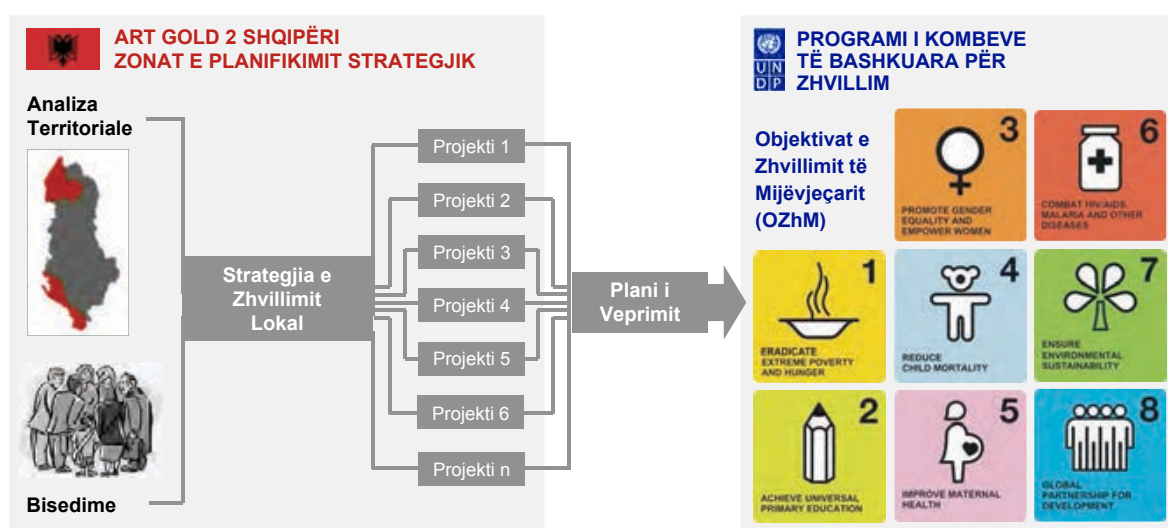 ART GOLD 2 SHQIPËRI
ZONAT E PLANIFIKIMIT STRATEGJIK
Analiza
Territoriale
Bisedime
Strategjia e
Zhvillimit
Lokal
Projekti 1
Projekti 2
Projekti 3
Projekti 4
Projekti 5
Projekti 6
Projekti n
Plani i
Veprimit
UN
DP
PROGRAMI I KOMBEVE
TË BASHKUARA PËR
ZHVILLIM
Objektivat e
Zhvillimit të
Mijëvjeçarit
(OZhM)
3
PROMOTE GENDER
EQUALITY AND
EMPOWER WOMEN
6
COMBAT HIV/AIDS,
MALARIA AND OTHER
DISEASES
1
ERADICATE
EXTREME POVERTY
AND HUNGER
4
REDUCE
CHILD MORTALITY
7
ENSURE
ENVIRONMENTAL
SUSTAINABILITY
2
ACHIEVE UNIVERSAL
PRIMARY EDUCATION
5
IMPROVE MATERNAL
HEALTH
8
GLOBAL
PARTNERSHIP FOR
DEVELOPMENT